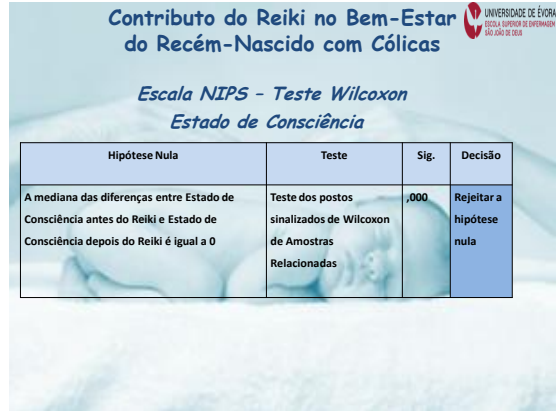 Contributo do Reiki no Bem-Estar
do Recém-Nascido com Cólicas
UNIVERSIDADE DE ÉVORA
ESCOLA SUPERIOR DE ENFERMAGEM
SÃO JOÃO DE DEUS
Escala NIPS – Teste Wilcoxon
Estado de Consciência
Hipótese Nula
Teste
Sig.
Decisão
A mediana das diferenças entre Estado de
Consciência antes do Reiki e Estado de
Consciência depois do Reiki é igual a 0
Teste dos postos
sinalizados de Wilcoxon
de Amostras
Relacionadas
,000
Rejeitar a
hipótese
nula